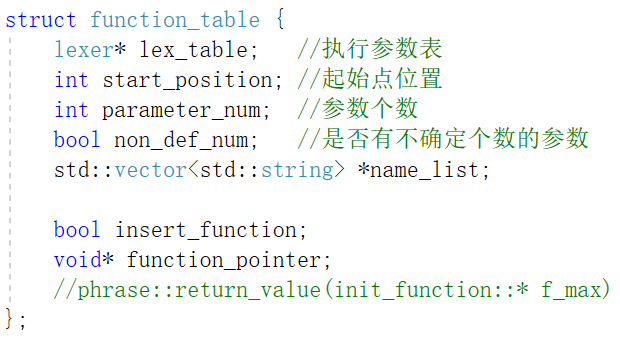 struct function_table {
lexer* lex_table;   //执行参数表
int start_position; //起始点位置
int parameter_num;  //参数个数
bool non_def_num;   //是否有不确定个数的参数
std::vector<std::string> *name_list;
bool insert_function;
void* function_pointer;
//phrase::return_value(init_function::* f_max)
};